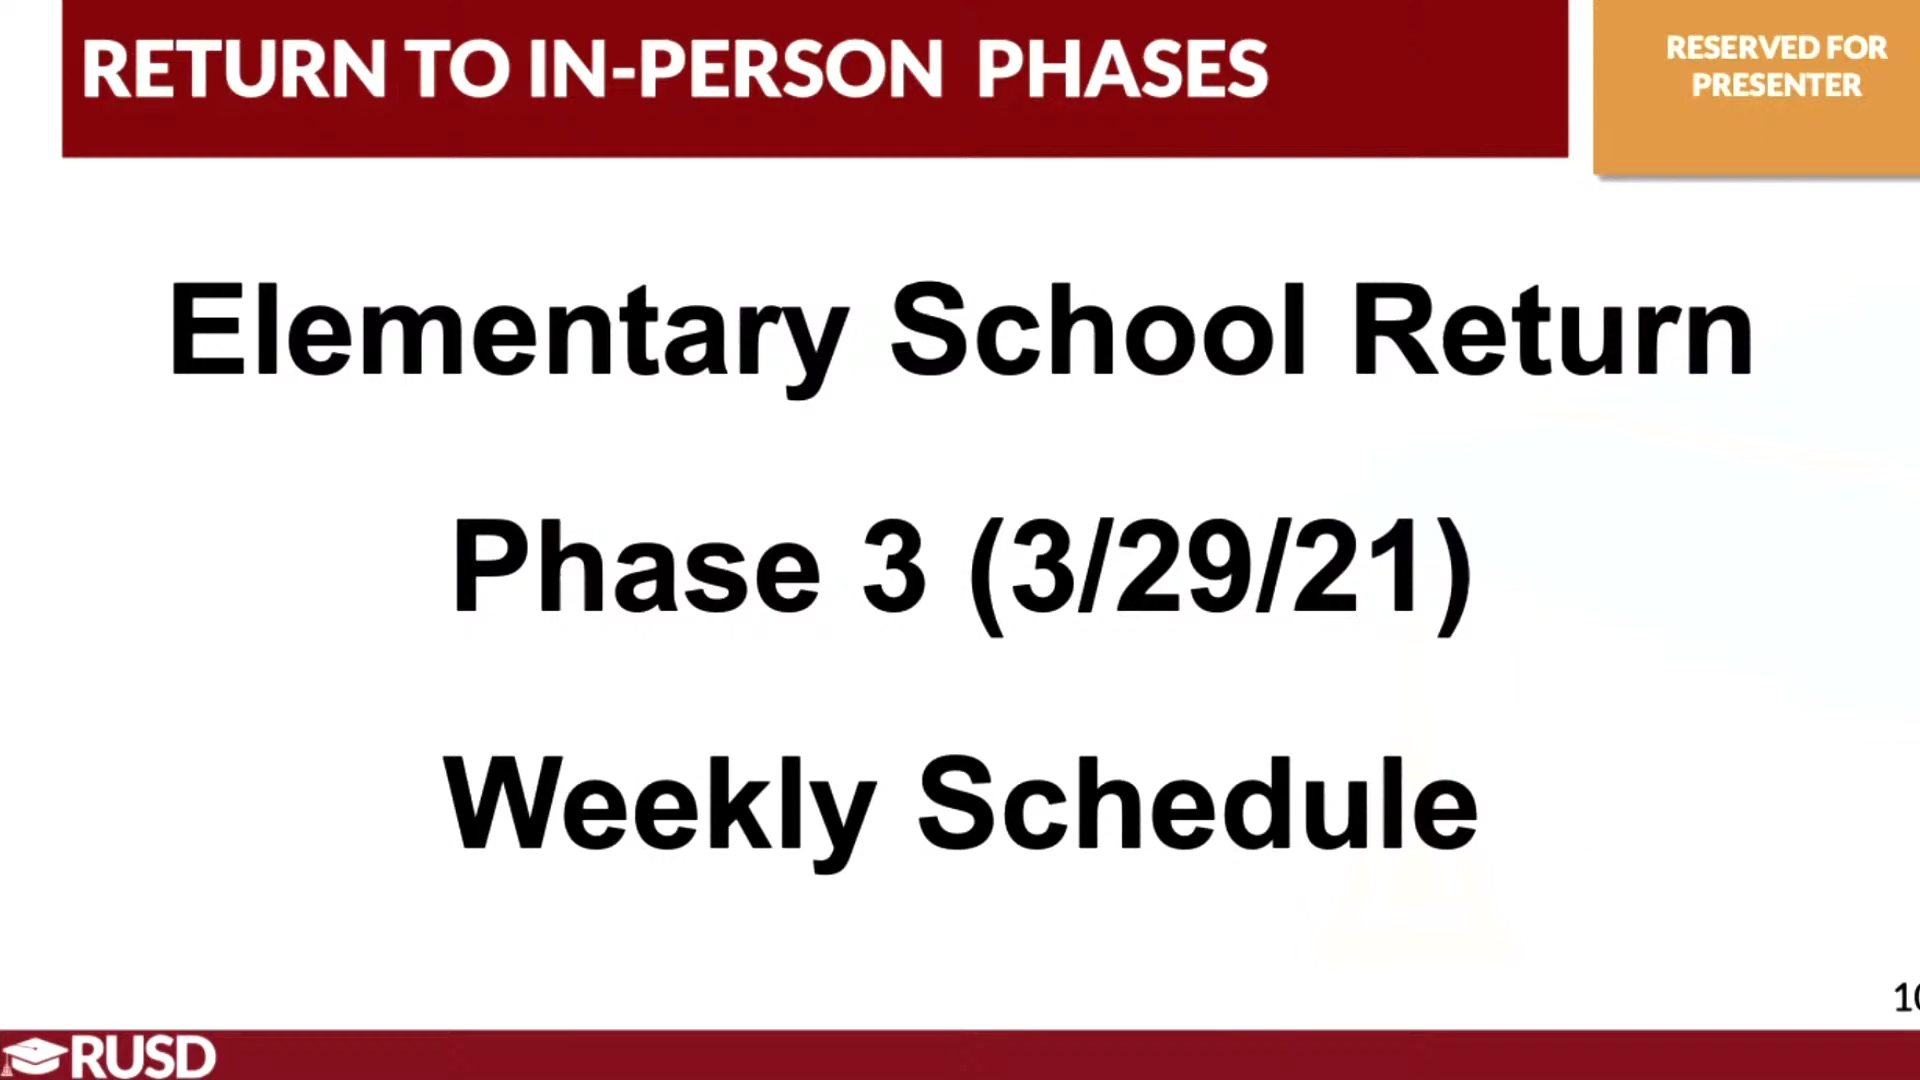 RETURN TO IN-PERSON PHASES
RESERVED FOR
PRESENTER
Elementary School Return
Phase 3 (3/29/21)
Weekly Schedule
RUSD